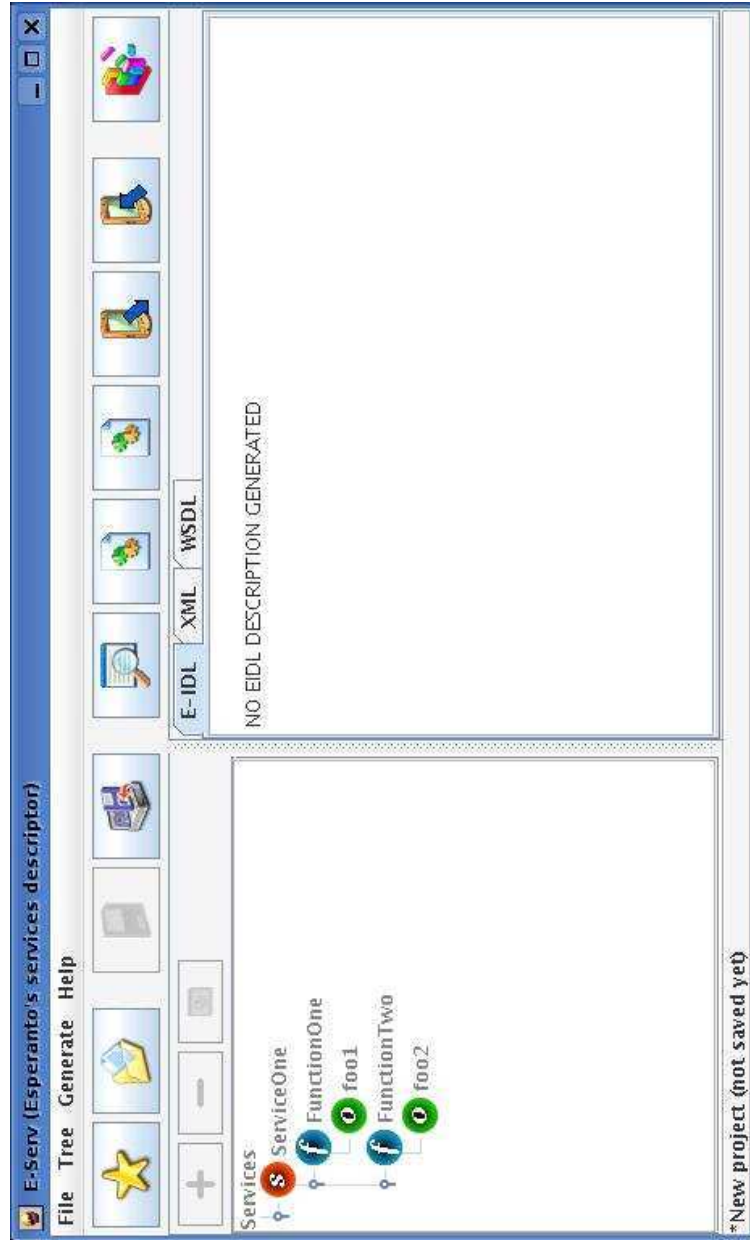 E-Serv (Esperanto's services descriptor)
File Tree Generate Help
E-IDL XML WSDL
NO EIDL DESCRIPTION GENERATED
Services
ServiceOne
FunctionOne
foo1
FunctionTwo
foo2
*New project (not saved yet)